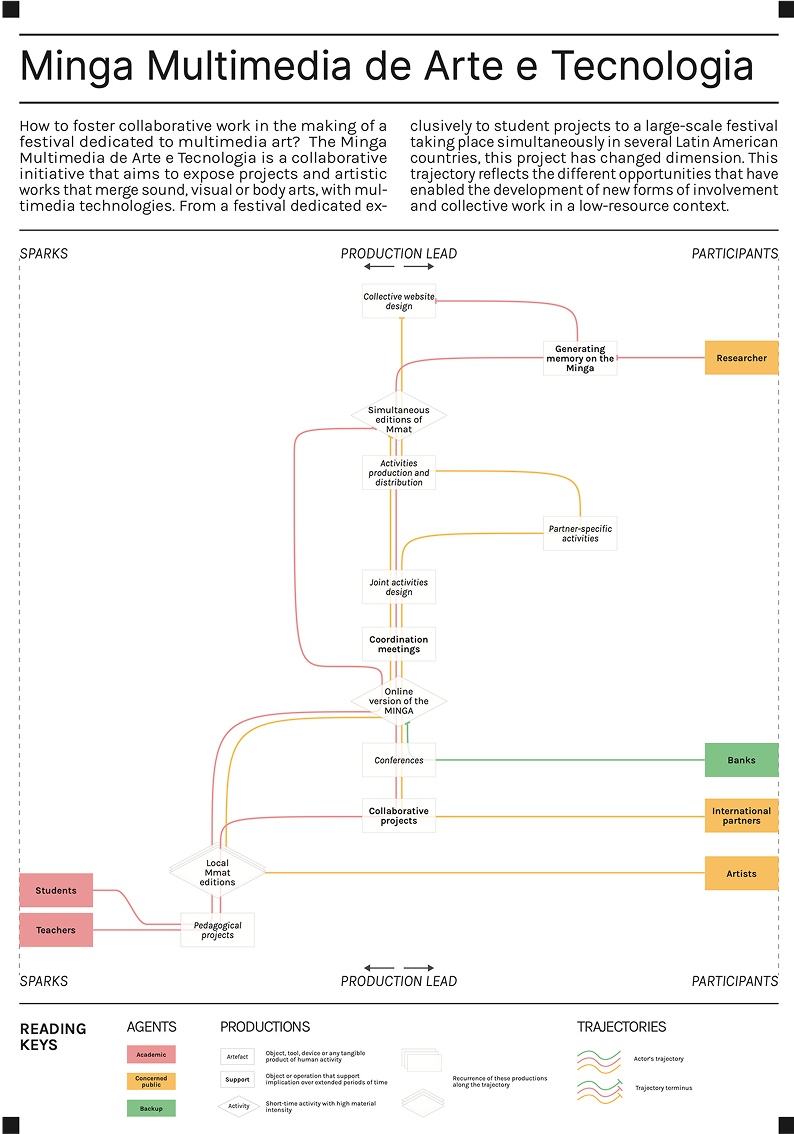 Minga Multimedia de Arte e Tecnologia
How to foster collaborative work in the making of a
festival dedicated to multimedia art?  The Minga
Multimedia de Arte e Tecnologia is a collaborative
initiative that aims to expose projects and artistic
works that merge sound, visual or body arts, with mul-
timedia technologies. From a festival dedicated ex-
clusively to student projects to a large-scale festival
taking place simultaneously in several Latin American
countries, this project has changed dimension. This
trajectory reflects the different opportunities that have
enabled the development of new forms of involvement
and collective work in a low-resource context.
SPARKS
PRODUCTION LEAD
PARTICIPANTS
Collective website
design
Generating
memory on the
Minga
Researcher
Simultaneous
editions of
Mmat
Activities
production and
distribution
Partner-specific
activities
Joint activities
design
Coordination
meetings
Online
version of the
MINGA
Conferences
Banks
Collaborative
projects
International
partners
Local
Mmat
editions
Artists
Students
Teachers
Pedagogical
projects
SPARKS
PRODUCTION LEAD
PARTICIPANTS
READING
KEYS
AGENTS
Academic
Concerned
public
Backup
PRODUCTIONS
Artefact
Object, tool, device or any tangible
product of human activity
Support
Object or operation that support
implication over extended periods of time
Activity
Short-time activity with high material
intensity
Recurrence of these productions
along the trajectory
TRAJECTORIES
Actor's trajectory
Trajectory terminus